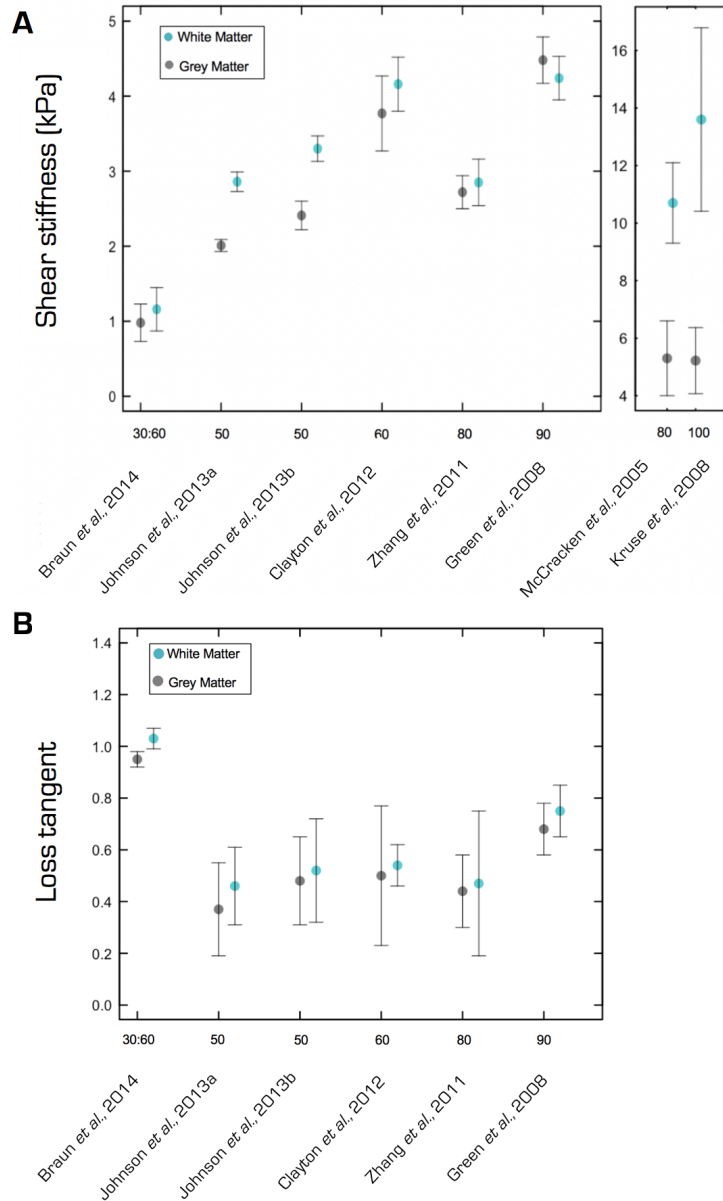 A
White Matter
Grey Matter
Shear stiffness (kPa)
5
4
3
2
1
0
30:60
50
50
60
80
90
Braun et al., 2014
Johnson et al., 2013a
Johnson et al., 2013b
Clayton et al., 2012
Zhang et al., 2011
Green et al., 2008
16
14
12
10
8
6
4
80
100
McCracken et al., 2005
Kruse et al., 2008
B
White Matter
Grey Matter
Loss tangent
1.4
1.2
1.0
0.8
0.6
0.4
0.2
0.0
30:60
50
50
60
80
90
Braun et al., 2014
Johnson et al., 2013a
Johnson et al., 2013b
Clayton et al., 2012
Zhang et al., 2011
Green et al., 2008